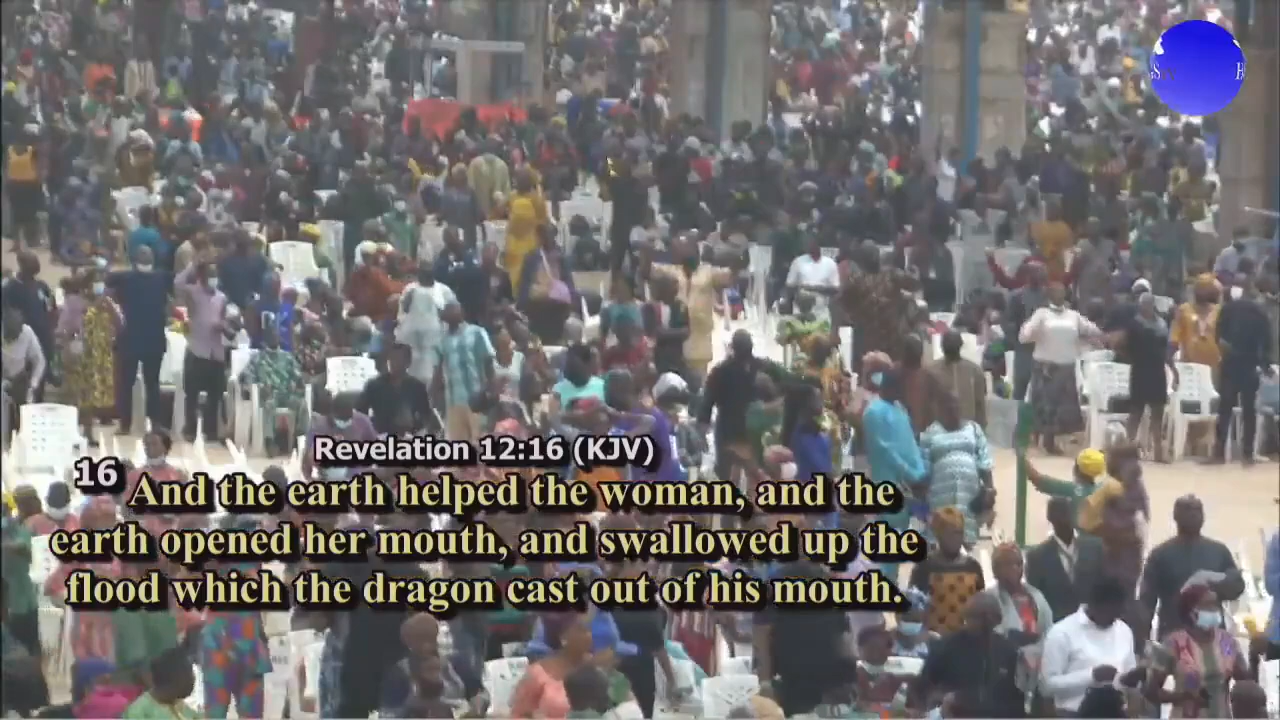 Revelation 12:16 (KJV)
16 And the earth helped the woman, and the
earth opened her mouth, and swallowed up the
flood which the dragon cast out of his mouth.